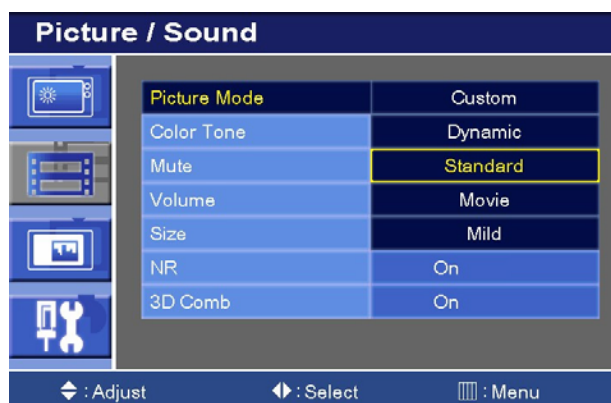 Picture / Sound
Picture Mode Custom
Color Tone Dynamic
Mute Standard
Volume Movie
Size Mild
NR On
3D Comb On
: Adjust : Select : Menu